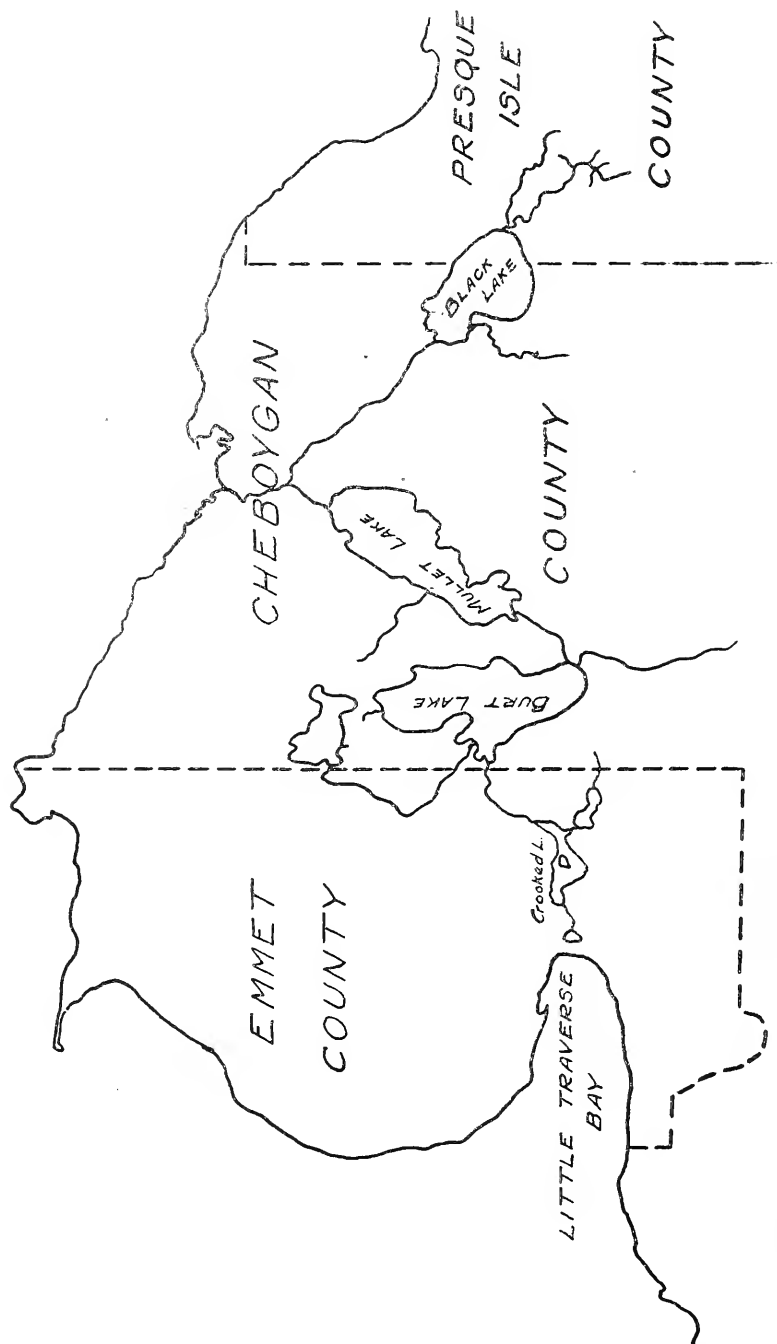 PRESQUE
ISLE
COUNTY
BLACK
LAKE
CHEBOYGAN
COUNTY
MULLET LAKE
BURT LAKE
EMMET
COUNTY
Crooked L.
LITTLE TRAVERSE
BAY